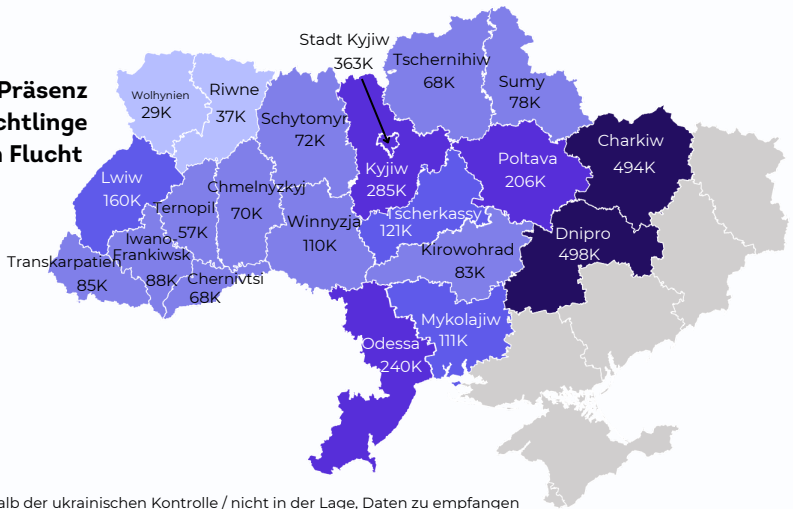 Präsenz
chtlinge
Flucht
Stadt Kyjiw
363K
Tschernihiw
68K
Sumy
78K
Wolhynien
29K
Riwne
37K
Schytomyr
72K
Kyjiw
285K
Poltava
206K
Charkiw
494K
Lwiw
160K
Ternopil
57K
Chmelnyzkyj
70K
Winnyzja
110K
Tscherkassy
121K
Kirowohrad
83K
Dnipro
498K
Transkarpatien
85K
Iwano-
Frankiwsk
88K
Chernivtsi
68K
Odessa
240K
Mykolajiw
111K
alb der ukrainischen Kontrolle / nicht in der Lage, Daten zu empfangen